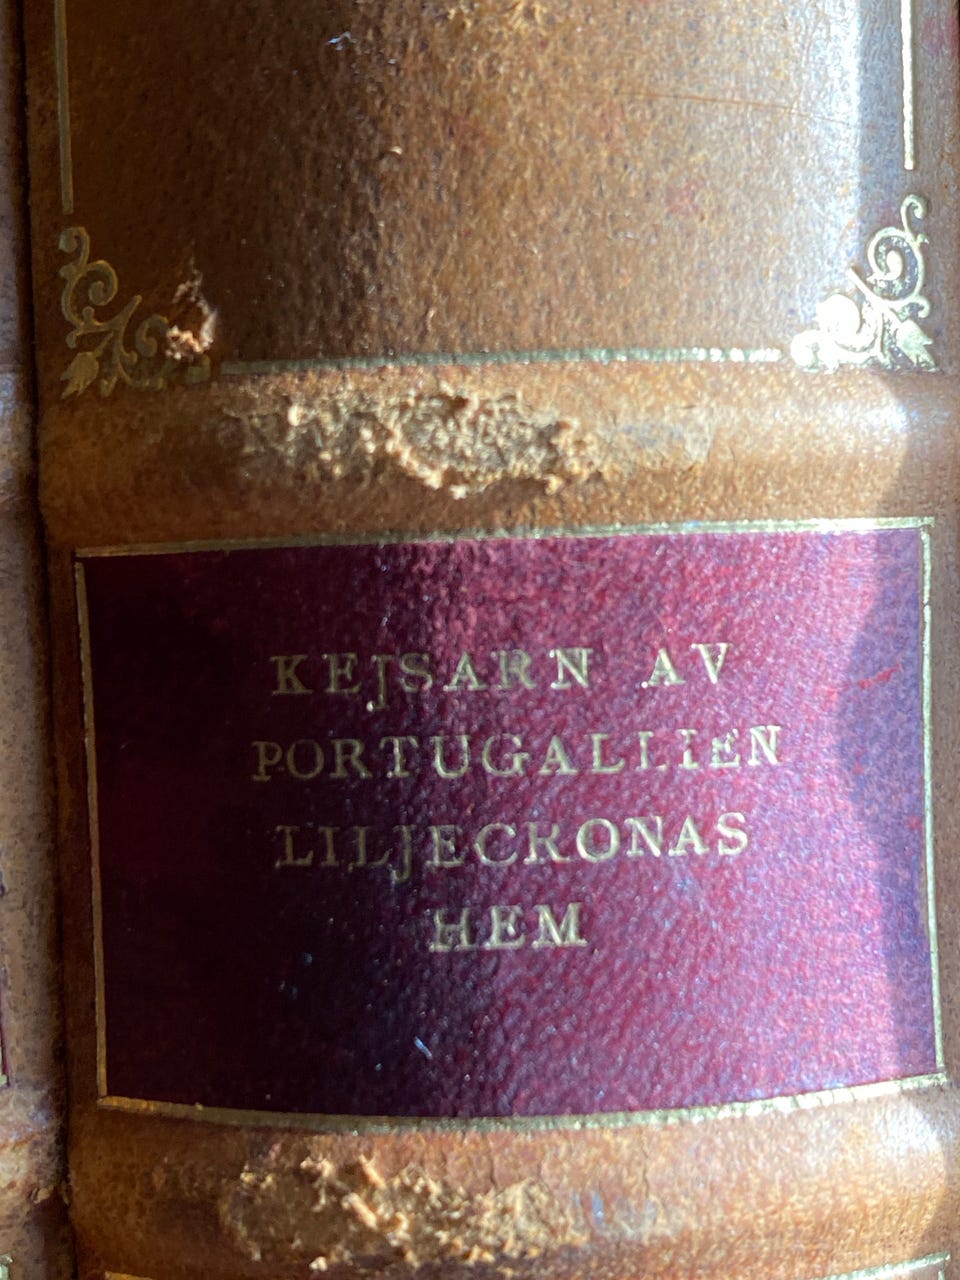 KEJSARN AV
PORTUGALLIEN
LILJECRONAS
HEM